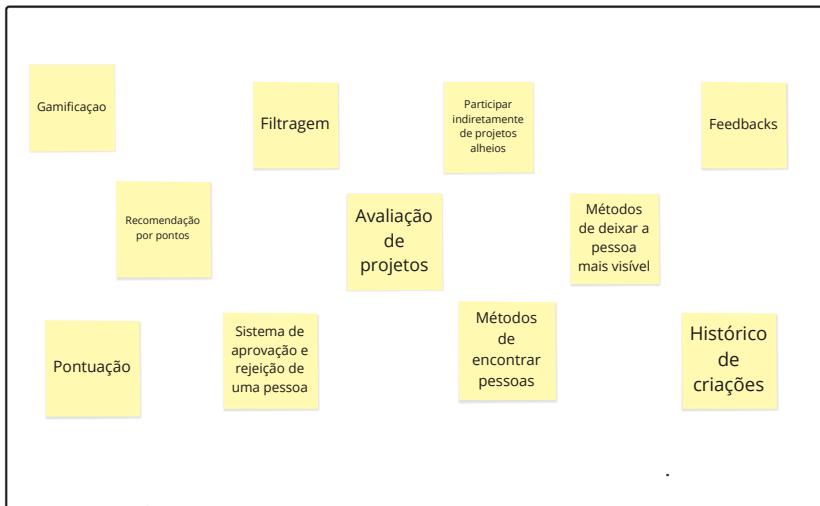 Gamificaçao
Filtragem
Participar
indiretamente
de projetos
alheios
Feedbacks
Recomendação
por pontos
Avaliação
de
projetos
Métodos
de deixar a
pessoa
mais visível
Pontuação
Sistema de
aprovação e
rejeição de
uma pessoa
Métodos
de
encontrar
pessoas
Histórico
de
criações